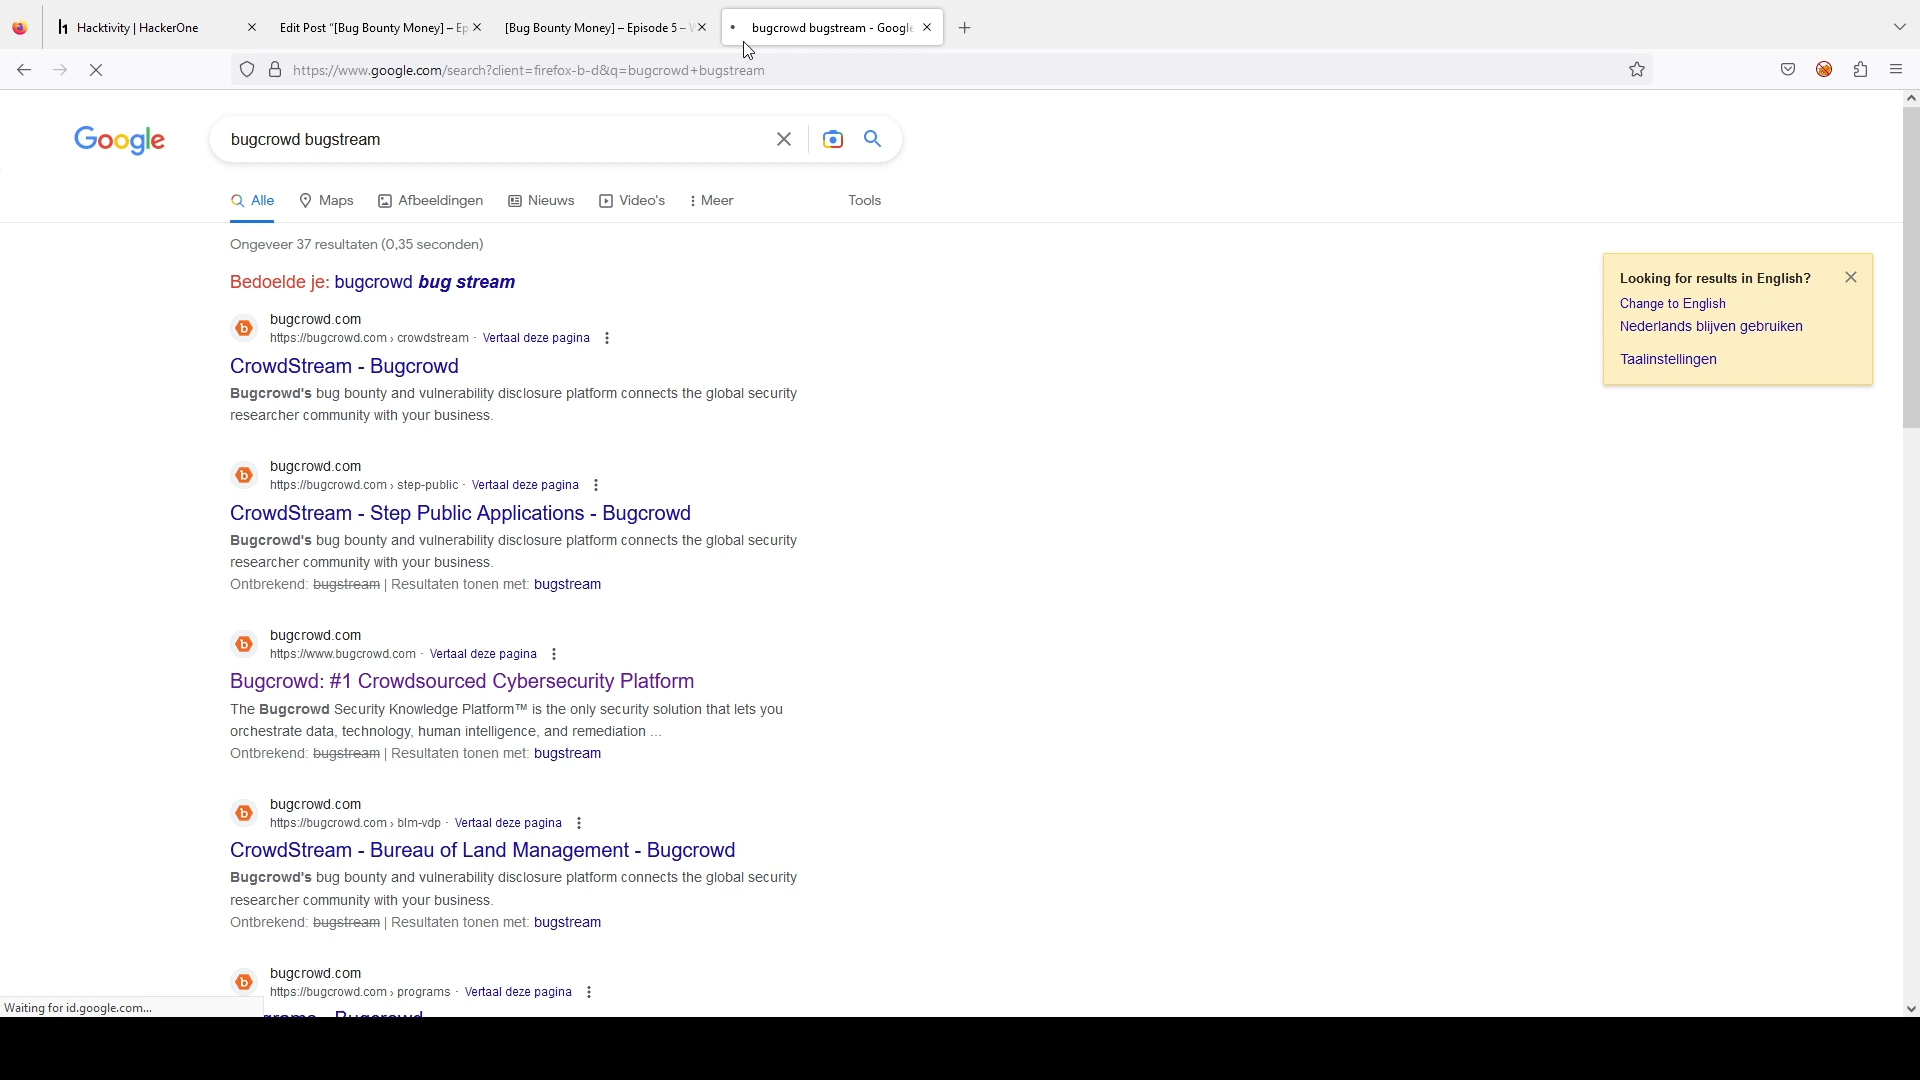 Hacktivity | HackerOne
Edit Post “[Bug Bounty Money] – Ep
[Bug Bounty Money] – Episode 5 –
bugcrowd bugstream - Google
https://www.google.com/search?client=firefox-b-d&q=bugcrowd+bugstream
Google
bugcrowd bugstream
Alle
Maps
Afbeeldingen
Nieuws
Video's
Meer
Tools
Ongeveer 37 resultaten (0,35 seconden)
Bedoelde je: bugcrowd bug stream
bugcrowd.com
https://bugcrowd.com › crowdstream · Vertaal deze pagina
CrowdStream - Bugcrowd
Bugcrowd's bug bounty and vulnerability disclosure platform connects the global security
researcher community with your business.
bugcrowd.com
https://bugcrowd.com › step-public · Vertaal deze pagina
CrowdStream - Step Public Applications - Bugcrowd
Bugcrowd's bug bounty and vulnerability disclosure platform connects the global security
researcher community with your business.
Ontbrekend: bugstream | Resultaten tonen met: bugstream
bugcrowd.com
https://www.bugcrowd.com · Vertaal deze pagina
Bugcrowd: #1 Crowdsourced Cybersecurity Platform
The Bugcrowd Security Knowledge Platform™ is the only security solution that lets you
orchestrate data, technology, human intelligence, and remediation ...
Ontbrekend: bugstream | Resultaten tonen met: bugstream
bugcrowd.com
https://bugcrowd.com › blm-vdp · Vertaal deze pagina
CrowdStream - Bureau of Land Management - Bugcrowd
Bugcrowd's bug bounty and vulnerability disclosure platform connects the global security
researcher community with your business.
Ontbrekend: bugstream | Resultaten tonen met: bugstream
bugcrowd.com
https://bugcrowd.com › programs · Vertaal deze pagina
Bugcrowd
Looking for results in English?
Change to English
Nederlands blijven gebruiken
Taalinstellingen
Waiting for id.google.com...